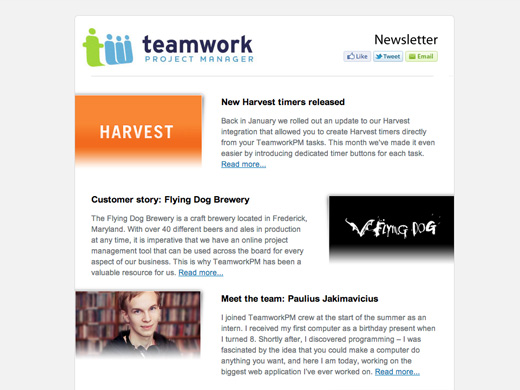 teamwork
PROJECT MANAGER
Newsletter
Like
Tweet
Email
HARVEST
New Harvest timers released
Back in January we rolled out an update to our Harvest
integration that allowed you to create Harvest timers directly
from your TeamworkPM tasks. This month we've made it even
easier by introducing dedicated timer buttons for each task.
Read more...
Customer story: Flying Dog Brewery
The Flying Dog Brewery is a craft brewery located in Frederick,
Maryland. With over 40 different beers and ales in production
at any time, it is imperative that we have an online project
management tool that can be used across the board for every
aspect of our business. This is why TeamworkPM has been a
valuable resource for us. Read more...
FLYING DOG
Meet the team: Paulius Jakimavicius
I joined TeamworkPM crew at the start of the summer as an
intern. I received my first computer as a birthday present when
I turned 8. Shortly after, I discovered programming – I was
fascinated by the idea that you could make a computer do
anything you want, and here I am today, working on the
biggest web application I've ever worked on. Read more...